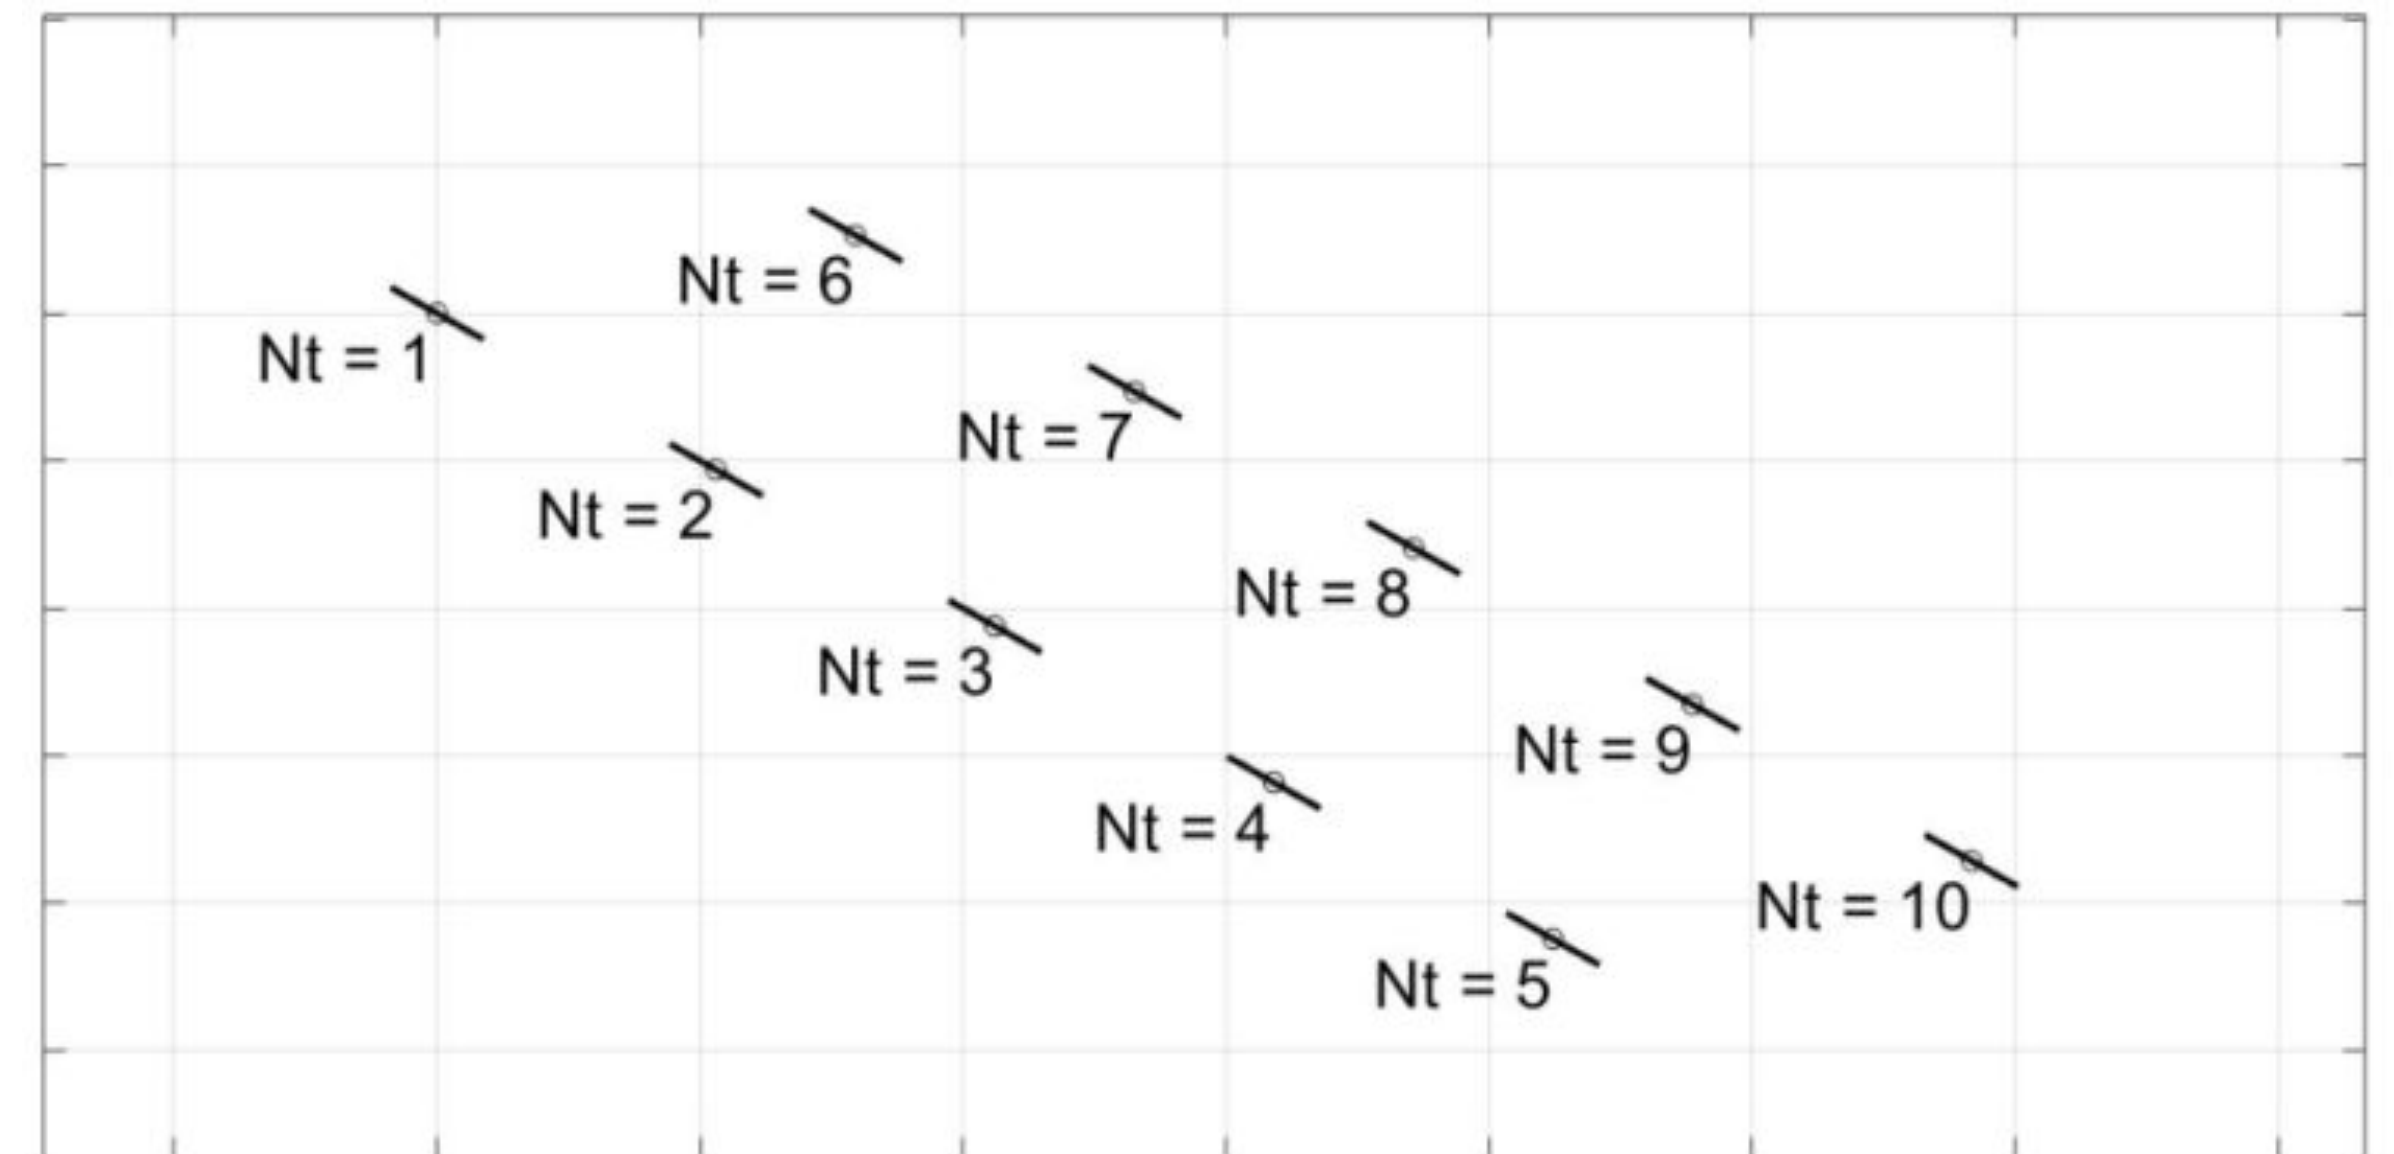 Nt = 6
Nt = 1
Nt = 7
Nt = 2
Nt = 8
Nt = 3
Nt = 9
Nt = 4
Nt = 10
Nt = 5